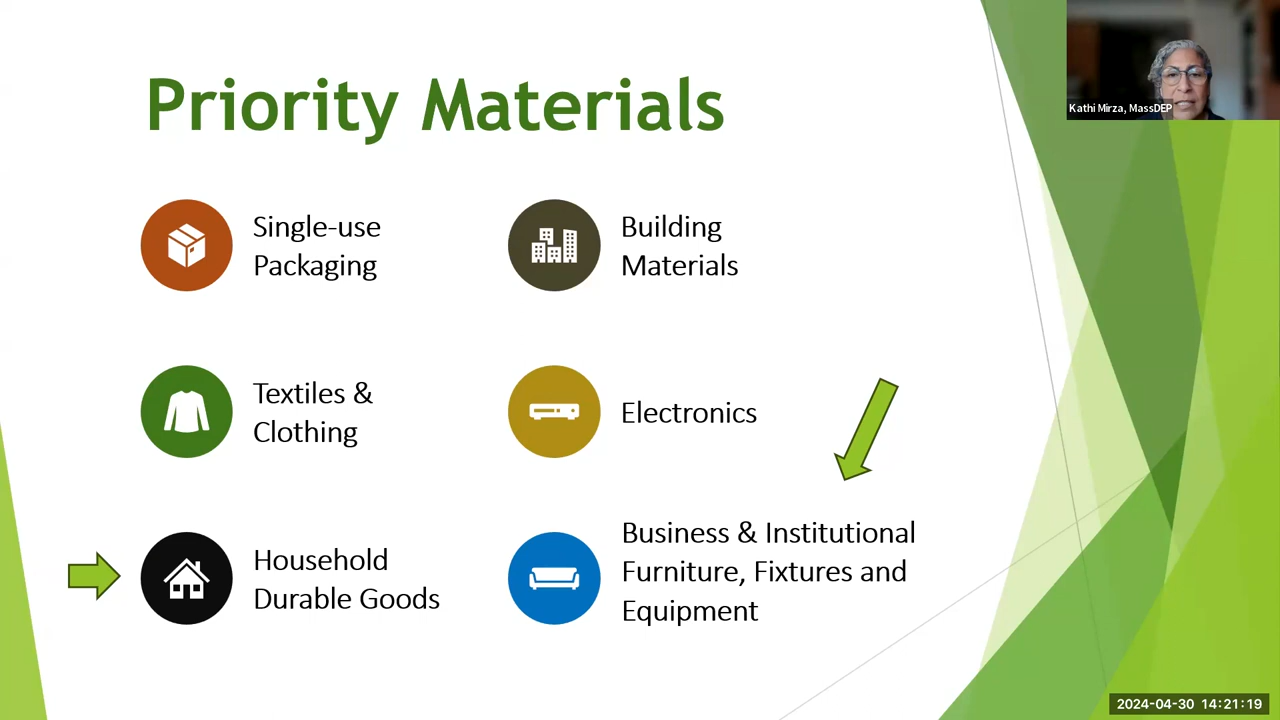 Priority Materials
Kathi Mirza, MassDEP
Single-use
Packaging
Building
Materials
Textiles &
Clothing
Electronics
Household
Durable Goods
Business & Institutional
Furniture, Fixtures and
Equipment
2024-04-30 14:21:19